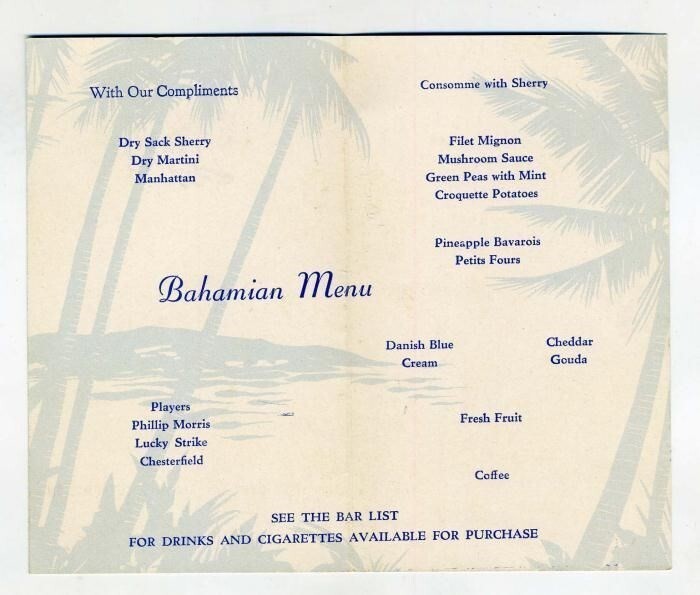 With Our Compliments
Dry Sack Sherry
Dry Martini
Manhattan
Bahamian Menu
Players
Phillip Morris
Lucky Strike
Chesterfield
Consomme with Sherry
Filet Mignon
Mushroom Sauce
Green Peas with Mint
Croquette Potatoes
Pineapple Bavarois
Petits Fours
Danish Blue Cheddar
Cream Gouda
Fresh Fruit
Coffee
SEE THE BAR LIST
FOR DRINKS AND CIGARETTES AVAILABLE FOR PURCHASE